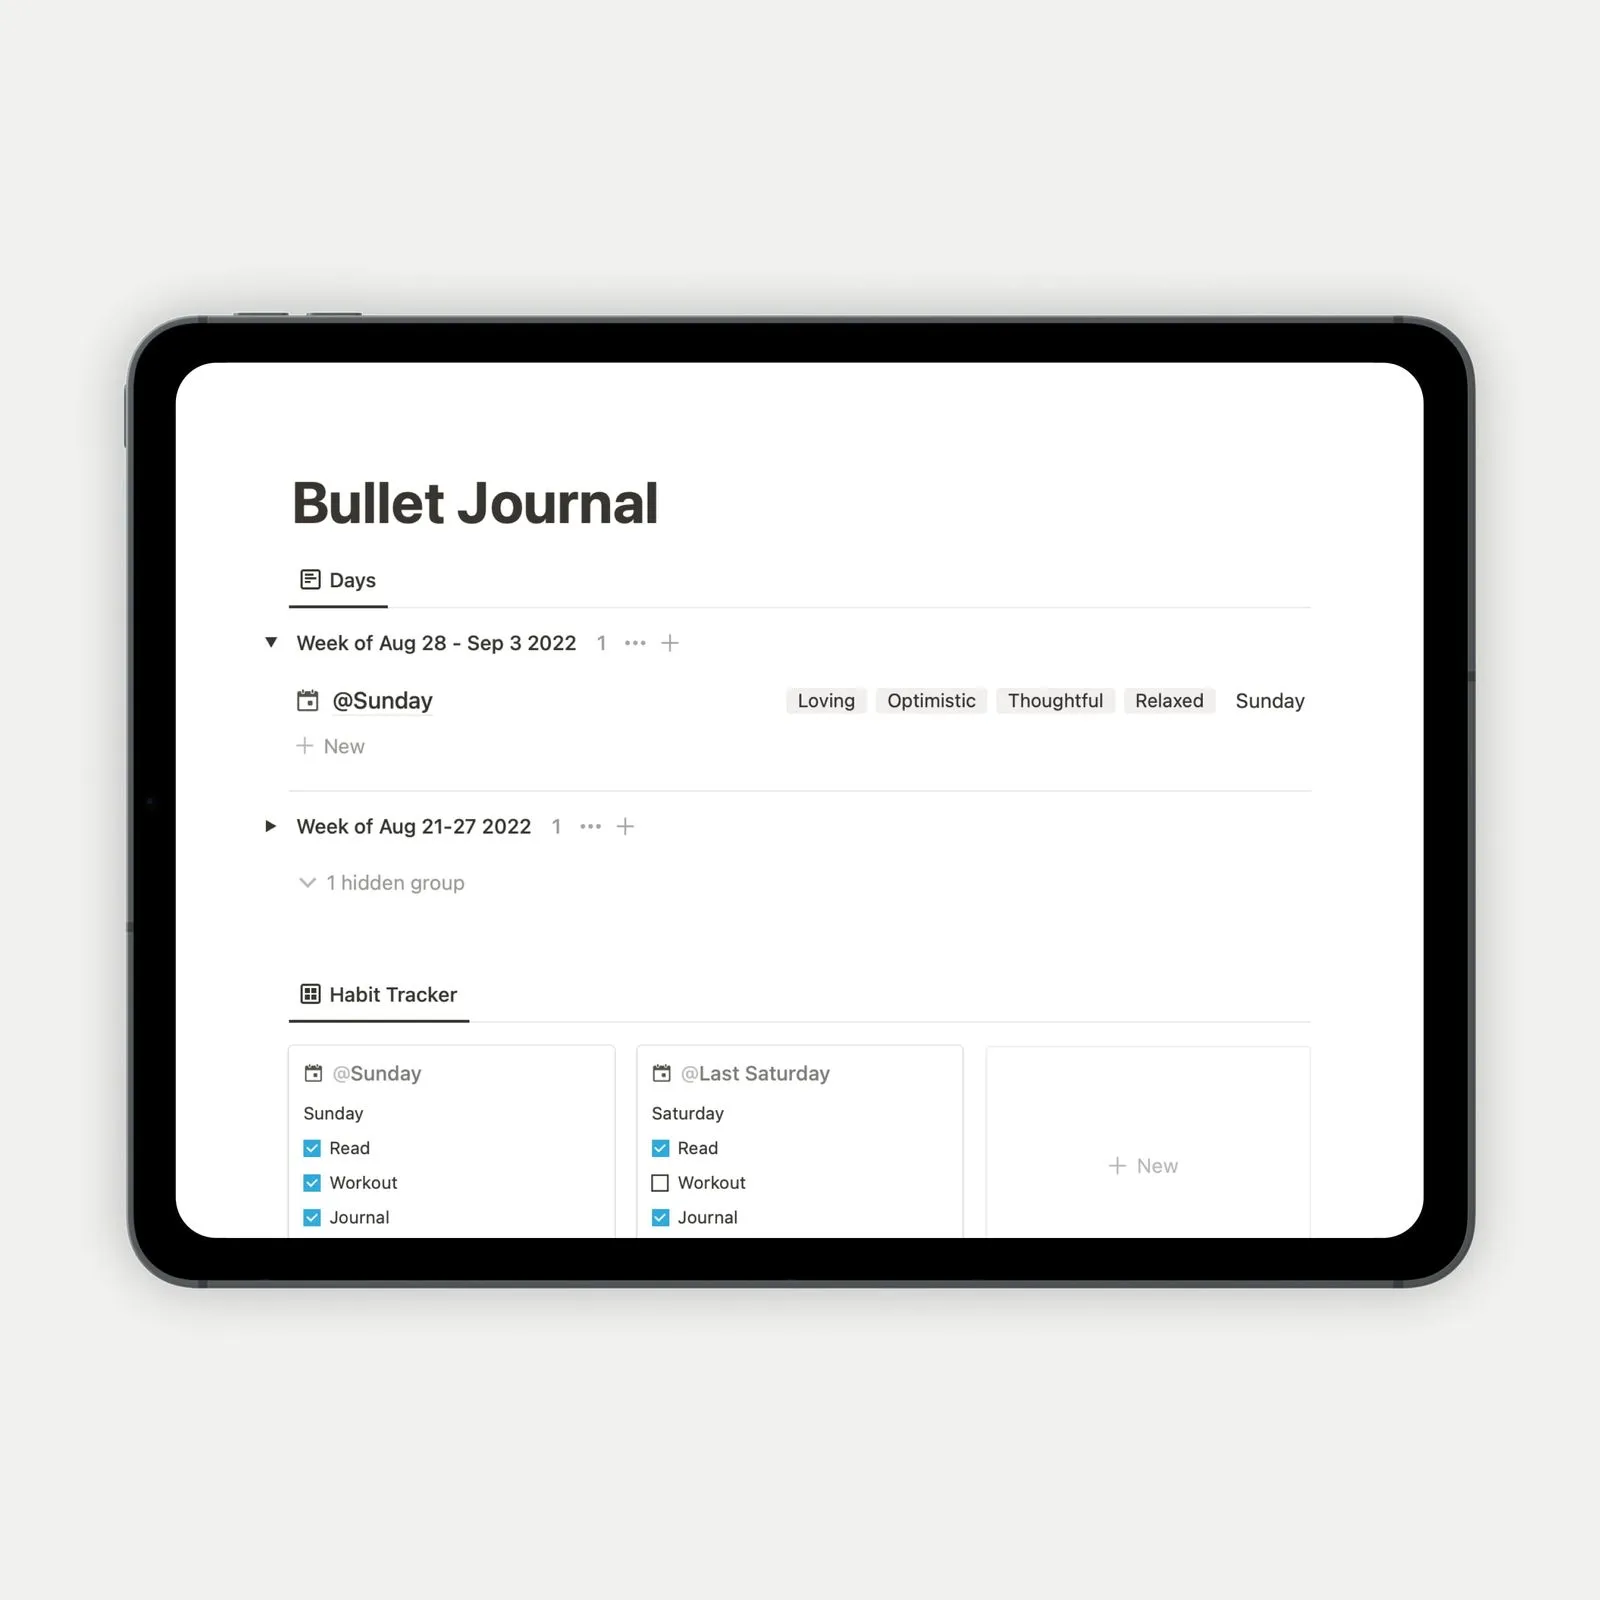 Bullet Journal
Days
Week of Aug 28 - Sep 3 2022 1
@Sunday Loving Optimistic Thoughtful Relaxed Sunday
New
Week of Aug 21-27 2022 1
1 hidden group
Habit Tracker
@Sunday
Sunday
Read
Workout
Journal
@Last Saturday
Saturday
Read
Workout
Journal
New